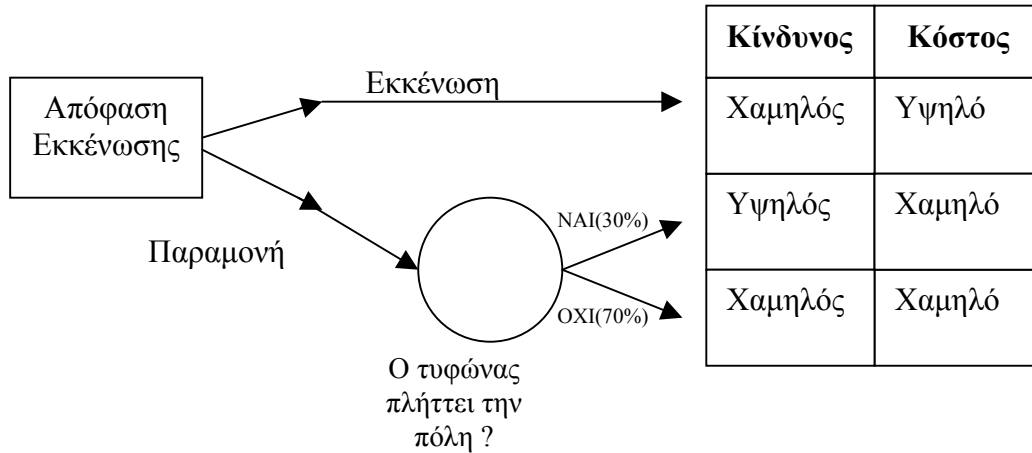 Κίνδυνος Κόστος
Απόφαση
Εκκένωσης
Εκκένωση
Χαμηλός Υψηλό
Παραμονή
ΝΑΙ(30%)
Υψηλός Χαμηλό
ΟΧΙ(70%)
Χαμηλός Χαμηλό
Ο τυφώνας
πλήττει την
πόλη ?